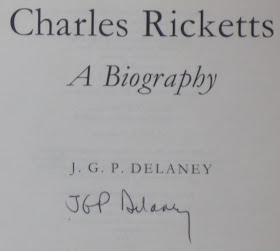 Charles Ricketts
A Biography
J. G. P. DELANEY
JGP Delaney